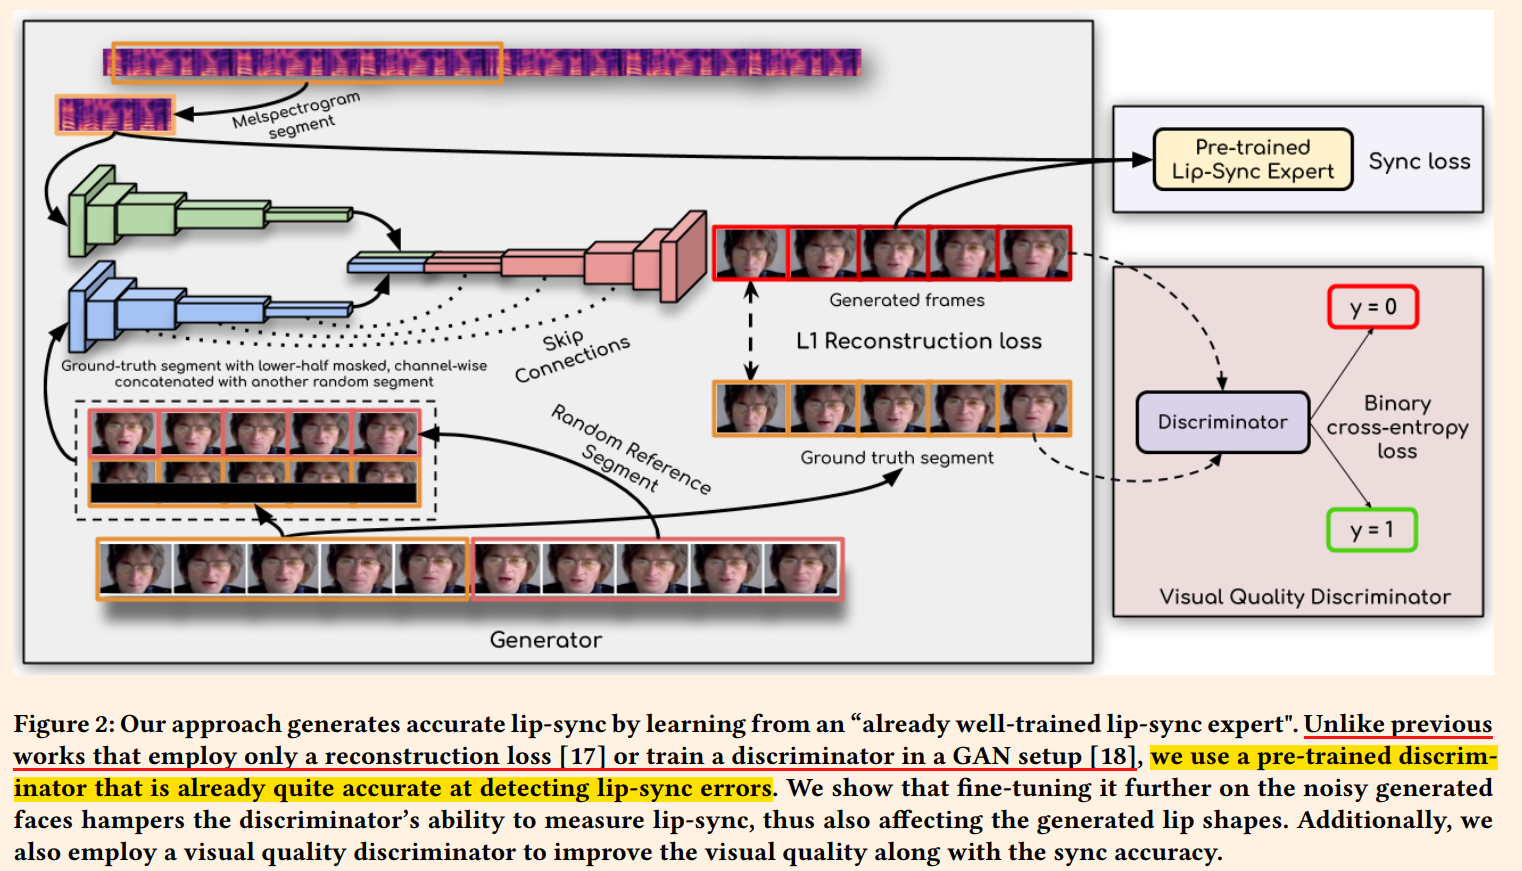 Melspectrogram
segment
Pre-trained
Lip-Sync Expert
Sync loss
Generated frames
L1 Reconstruction loss
Skip
Connections
Ground-truth segment with lower-half masked, channel-wise
concatenated with another random segment
Random Reference
Segment
Ground truth segment
Generator
y = 0
Discriminator
Binary
cross-entropy
loss
y = 1
Visual Quality Discriminator
Figure 2: Our approach generates accurate lip-sync by learning from an “already well-trained lip-sync expert". Unlike previous
works that employ only a reconstruction loss [17] or train a discriminator in a GAN setup [18], we use a pre-trained discrim-
inator that is already quite accurate at detecting lip-sync errors. We show that fine-tuning it further on the noisy generated
faces hampers the discriminator’s ability to measure lip-sync, thus also affecting the generated lip shapes. Additionally, we
also employ a visual quality discriminator to improve the visual quality along with the sync accuracy.